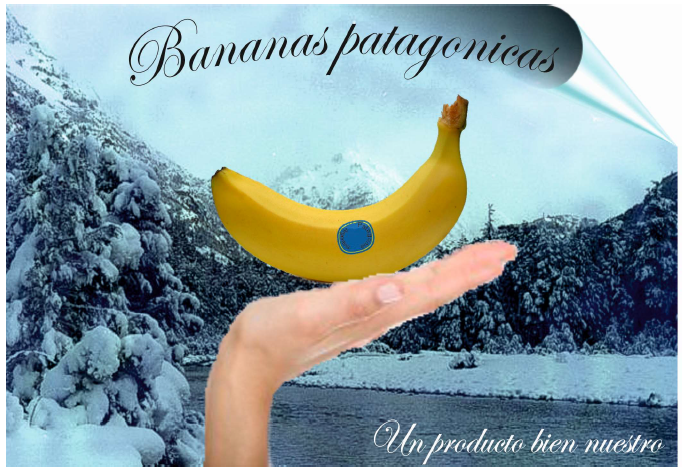 Bananas patagonicas
Un producto bien nuestro